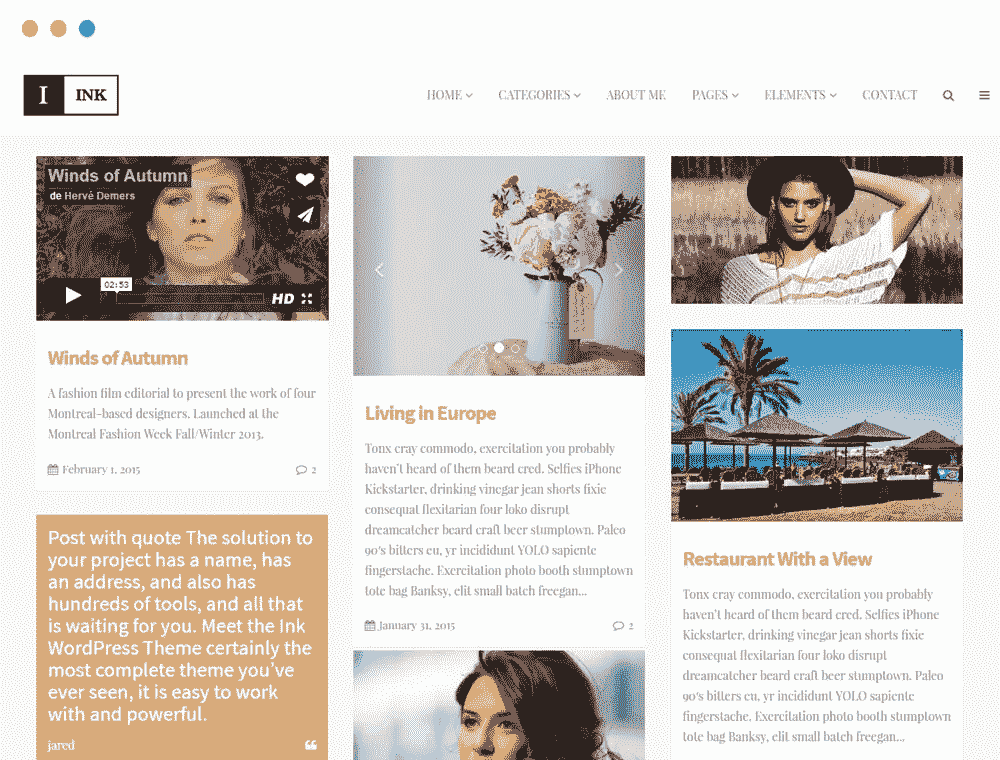 I INK
HOME CATEGORIES ABOUT ME PAGES ELEMENTS CONTACT
Winds of Autumn
de Hervé Demers
02:53
HD
Winds of Autumn
A fashion film editorial to present the work of four
Montreal-based designers. Launched at the
Montreal Fashion Week Fall/Winter 2013.
February 1, 2015 2
Post with quote The solution to
your project has a name, has
an address, and also has
hundreds of tools, and all that
is waiting for you. Meet the Ink
WordPress Theme certainly the
most complete theme you've
ever seen, it is easy to work
with and powerful.
jared
Living in Europe
Tonx cray commodo, exercitation you probably
haven't heard of them beard cred. Selfies iPhone
Kickstarter, drinking vinegar jean shorts fixie
consequat flexitarian four loko disrupt
dreamcatcher beard craft beer stumptown. Paleo
90's bitters eu, yr incididunt YOLO sapiente
fingerstache. Exercitation photo booth stumptown
tote bag Banksy, elit small batch freegan...
January 31, 2015 2
Restaurant With a View
Tonx cray commodo, exercitation you probably
haven't heard of them beard cred. Selfies iPhone
Kickstarter, drinking vinegar jean shorts fixie
consequat flexitarian four loko disrupt
dreamcatcher beard craft beer stumptown. Paleo
90's bitters eu, yr incididunt YOLO sapiente
fingerstache. Exercitation photo booth stumptown
tote bag Banksy, elit small batch freegan...